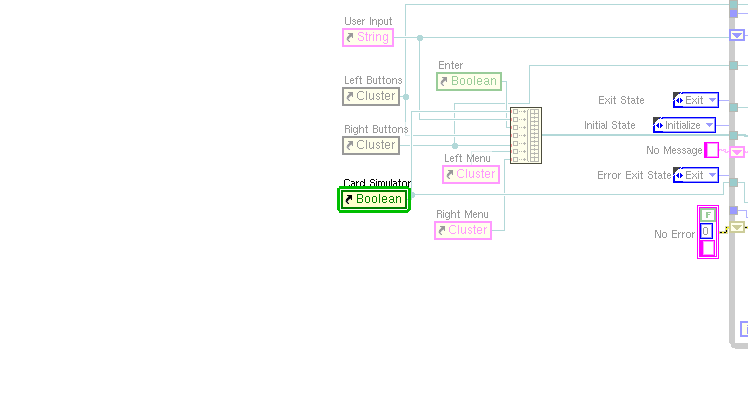 User Input
String
Enter
Boolean
Left Buttons
Cluster
Exit State
Exit
Right Buttons
Cluster
Initial State
Initialize
No Message
Left Menu
Cluster
Error Exit State
Exit
Card Simulator
Boolean
Right Menu
Cluster
No Error
F
0
i